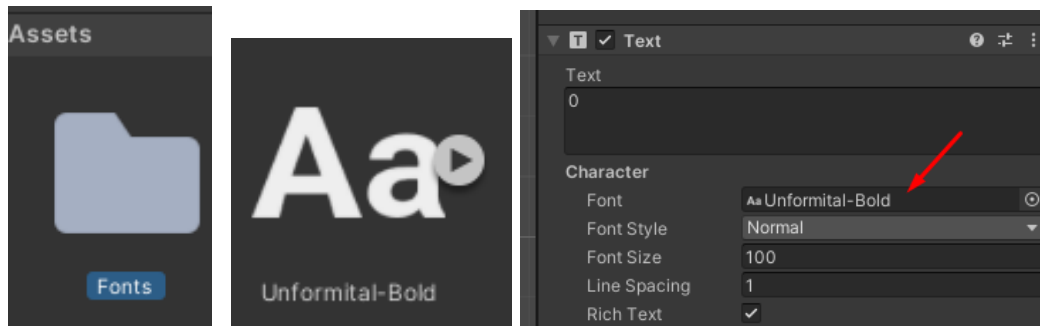 Assets
Fonts
Aa
Unformital-Bold
Text
Text
0
Character
Font Aa Unformital-Bold
Font Style Normal
Font Size 100
Line Spacing 1
Rich Text